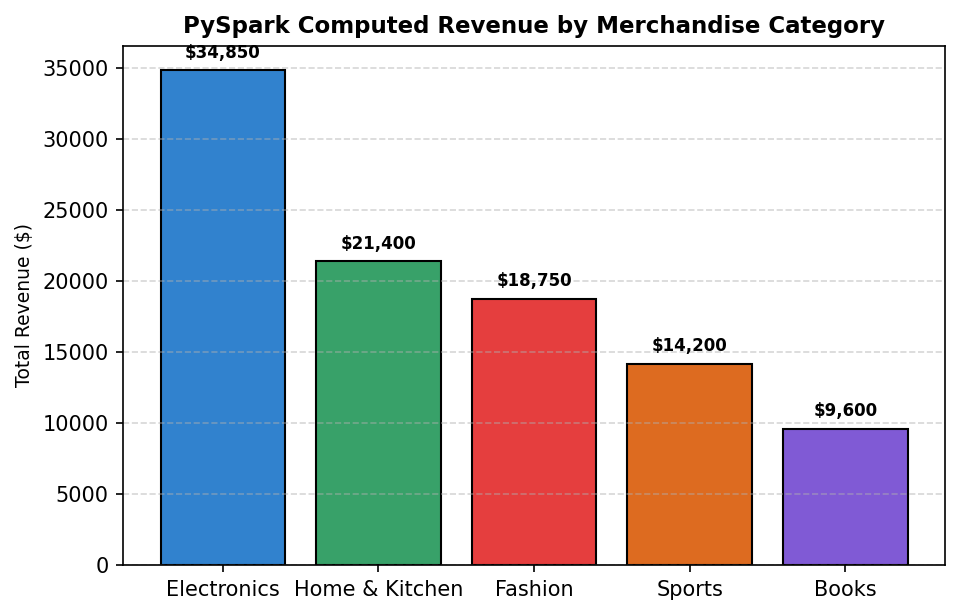 PySpark Computed Revenue by Merchandise Category
$34,850
$21,400
$18,750
$14,200
$9,600
Total Revenue ($)
35000
30000
25000
20000
15000
10000
5000
0
Electronics
Home & Kitchen
Fashion
Sports
Books